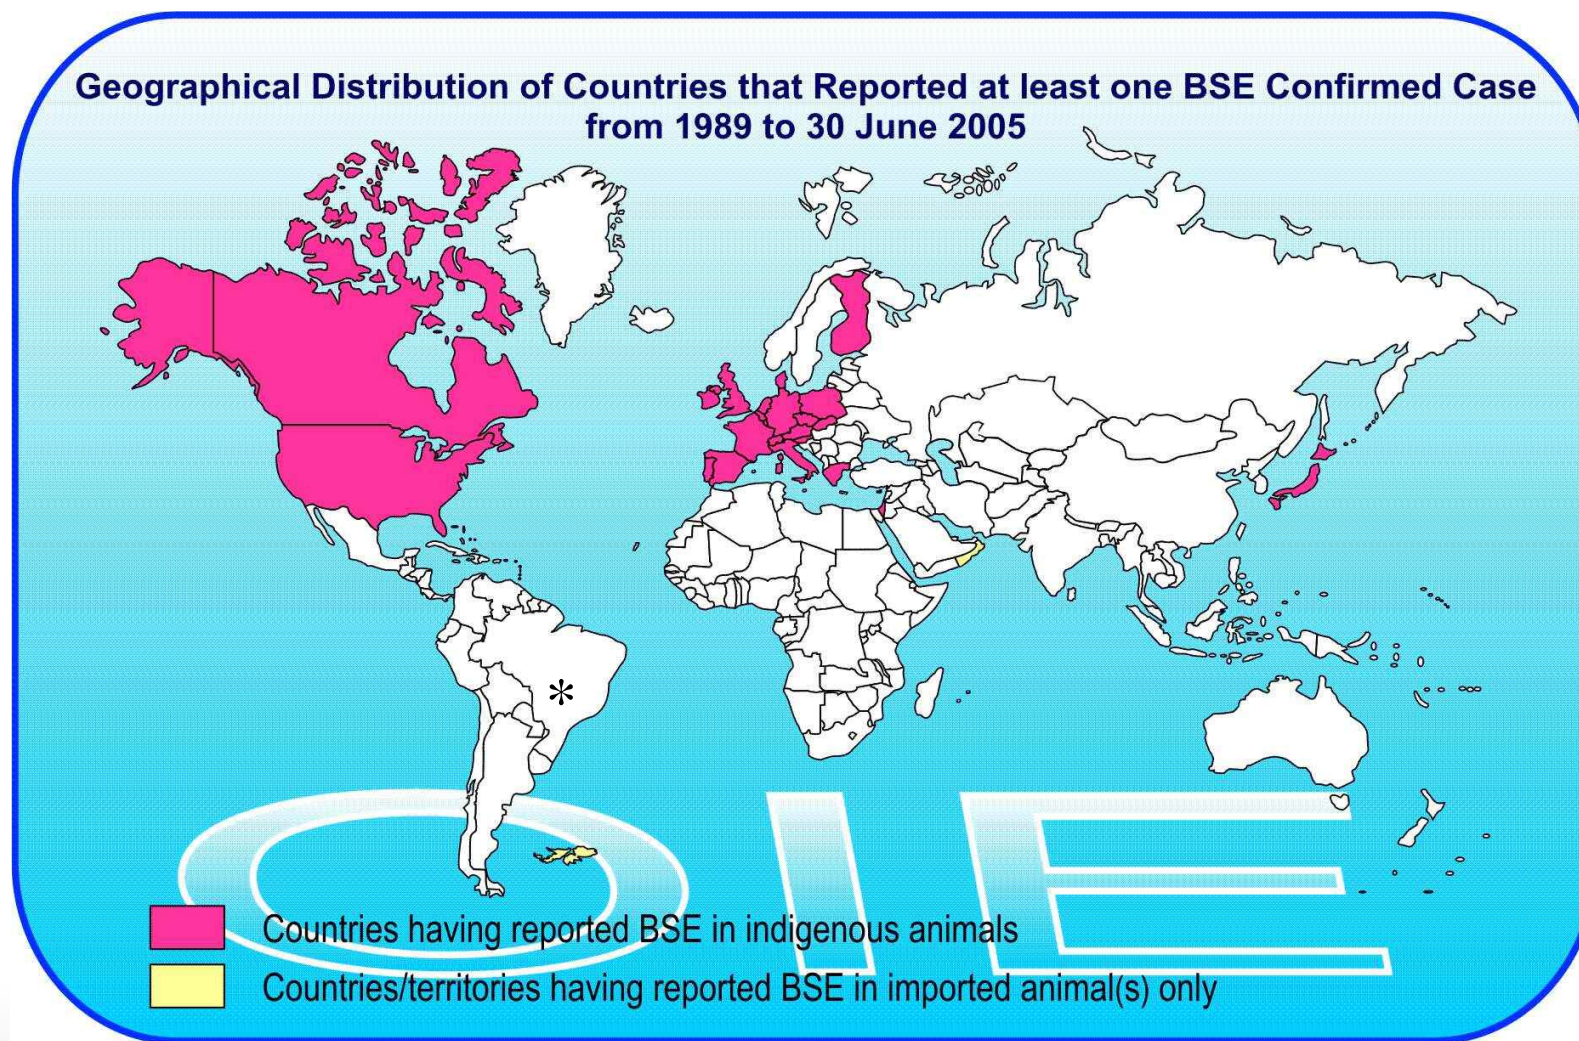 Geographical Distribution of Countries that Reported at least one BSE Confirmed Case
from 1989 to 30 June 2005
*
OIE
Countries having reported BSE in indigenous animals
Countries/territories having reported BSE in imported animal(s) only